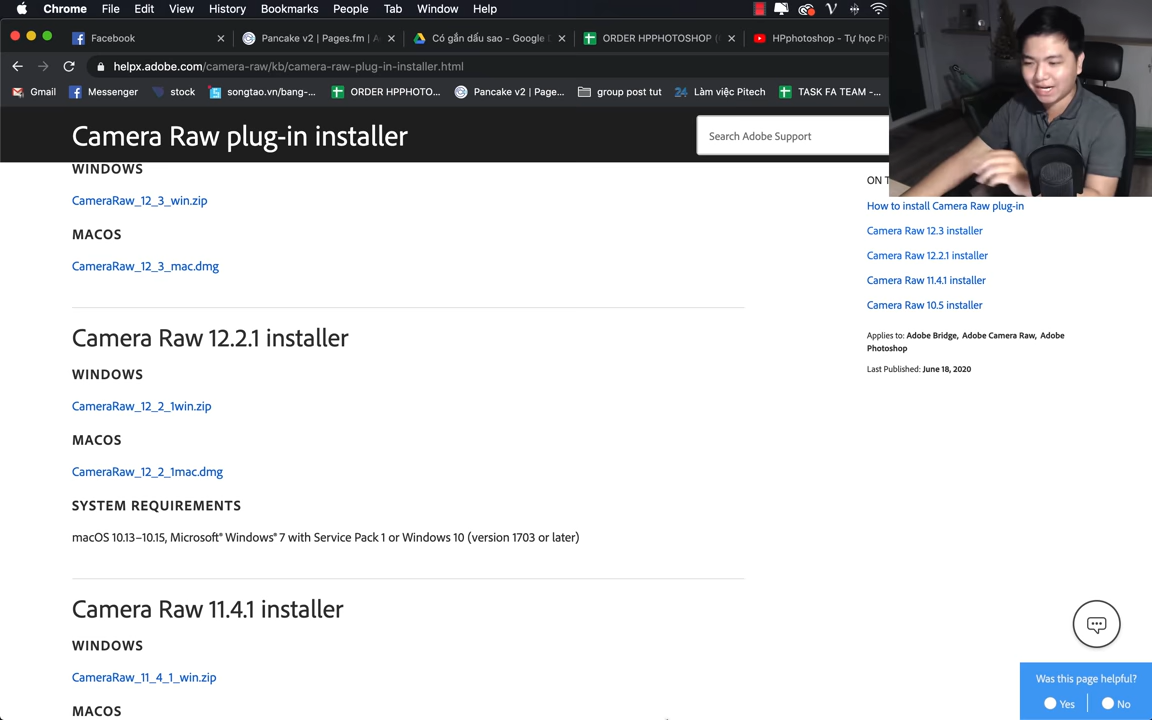 Chrome File Edit View History Bookmarks People Tab Window Help
Facebook
Pancake v2 | Pages.fm |
Có gắn dấu sao - Google
ORDER HPPHOTOSHOP
HPphotoshop - Tự học
helpx.adobe.com/camera-raw/kb/camera-raw-plug-in-installer.html
Gmail
Messenger
stock
songtao.vn/bang-...
ORDER HPPHOTO...
Pancake v2 | Page...
group post tut
24 Làm việc Pitech
TASK FA TEAM -...
Camera Raw plug-in installer
Search Adobe Support
WINDOWS
CameraRaw_12_3_win.zip
MACOS
CameraRaw_12_3_mac.dmg
Camera Raw 12.2.1 installer
WINDOWS
CameraRaw_12_2_1win.zip
MACOS
CameraRaw_12_2_1mac.dmg
SYSTEM REQUIREMENTS
macOS 10.13–10.15, Microsoft® Windows® 7 with Service Pack 1 or Windows 10 (version 1703 or later)
Camera Raw 11.4.1 installer
WINDOWS
CameraRaw_11_4_1_win.zip
MACOS
ON
How to install Camera Raw plug-in
Camera Raw 12.3 installer
Camera Raw 12.2.1 installer
Camera Raw 11.4.1 installer
Camera Raw 10.5 installer
Applies to: Adobe Bridge, Adobe Camera Raw, Adobe
Photoshop
Last Published: June 18, 2020
Was this page helpful?
Yes
No